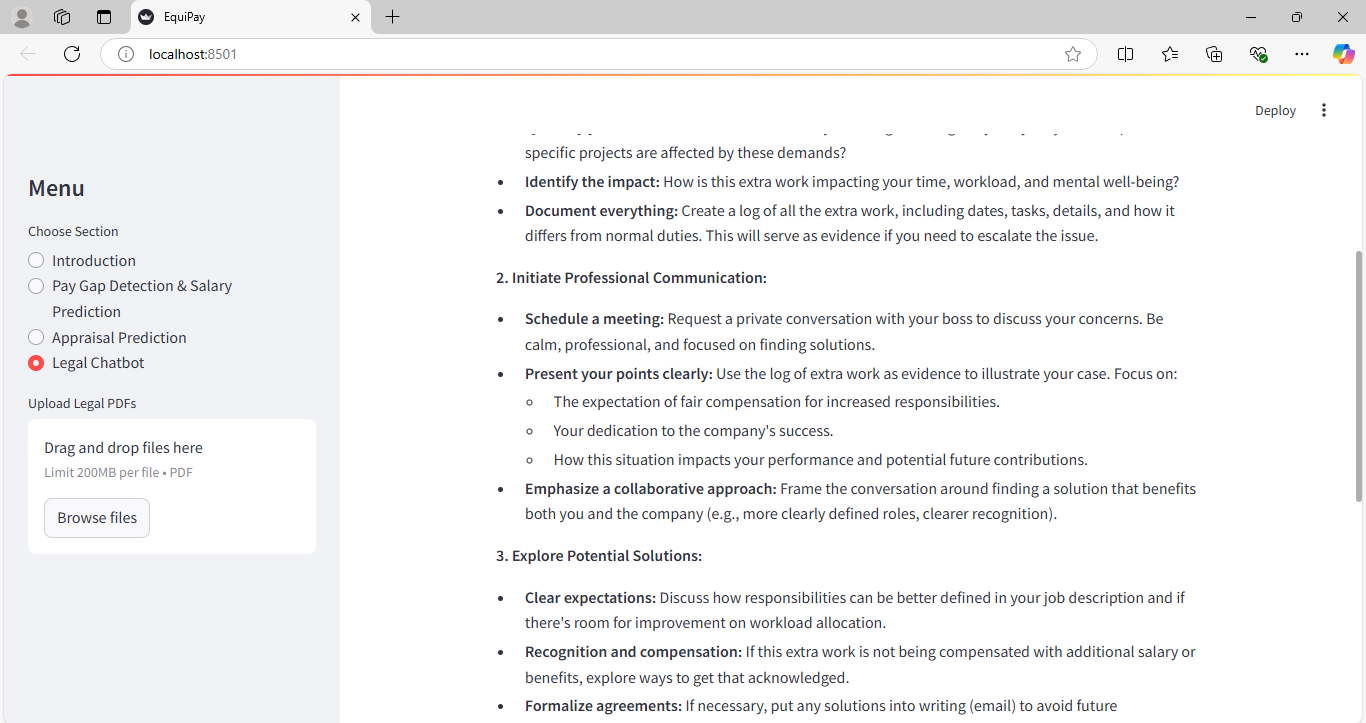 EquiPay
localhost:8501
Deploy
Menu
Choose Section
Introduction
Pay Gap Detection & Salary
Prediction
Appraisal Prediction
Legal Chatbot
Upload Legal PDFs
Drag and drop files here
Limit 200MB per file • PDF
Browse files
specific projects are affected by these demands?
• Identify the impact: How is this extra work impacting your time, workload, and mental well-being?
• Document everything: Create a log of all the extra work, including dates, tasks, details, and how it
differs from normal duties. This will serve as evidence if you need to escalate the issue.
2. Initiate Professional Communication:
• Schedule a meeting: Request a private conversation with your boss to discuss your concerns. Be
calm, professional, and focused on finding solutions.
• Present your points clearly: Use the log of extra work as evidence to illustrate your case. Focus on:
◦ The expectation of fair compensation for increased responsibilities.
◦ Your dedication to the company's success.
◦ How this situation impacts your performance and potential future contributions.
• Emphasize a collaborative approach: Frame the conversation around finding a solution that benefits
both you and the company (e.g., more clearly defined roles, clearer recognition).
3. Explore Potential Solutions:
• Clear expectations: Discuss how responsibilities can be better defined in your job description and if
there's room for improvement on workload allocation.
• Recognition and compensation: If this extra work is not being compensated with additional salary or
benefits, explore ways to get that acknowledged.
• Formalize agreements: If necessary, put any solutions into writing (email) to avoid future